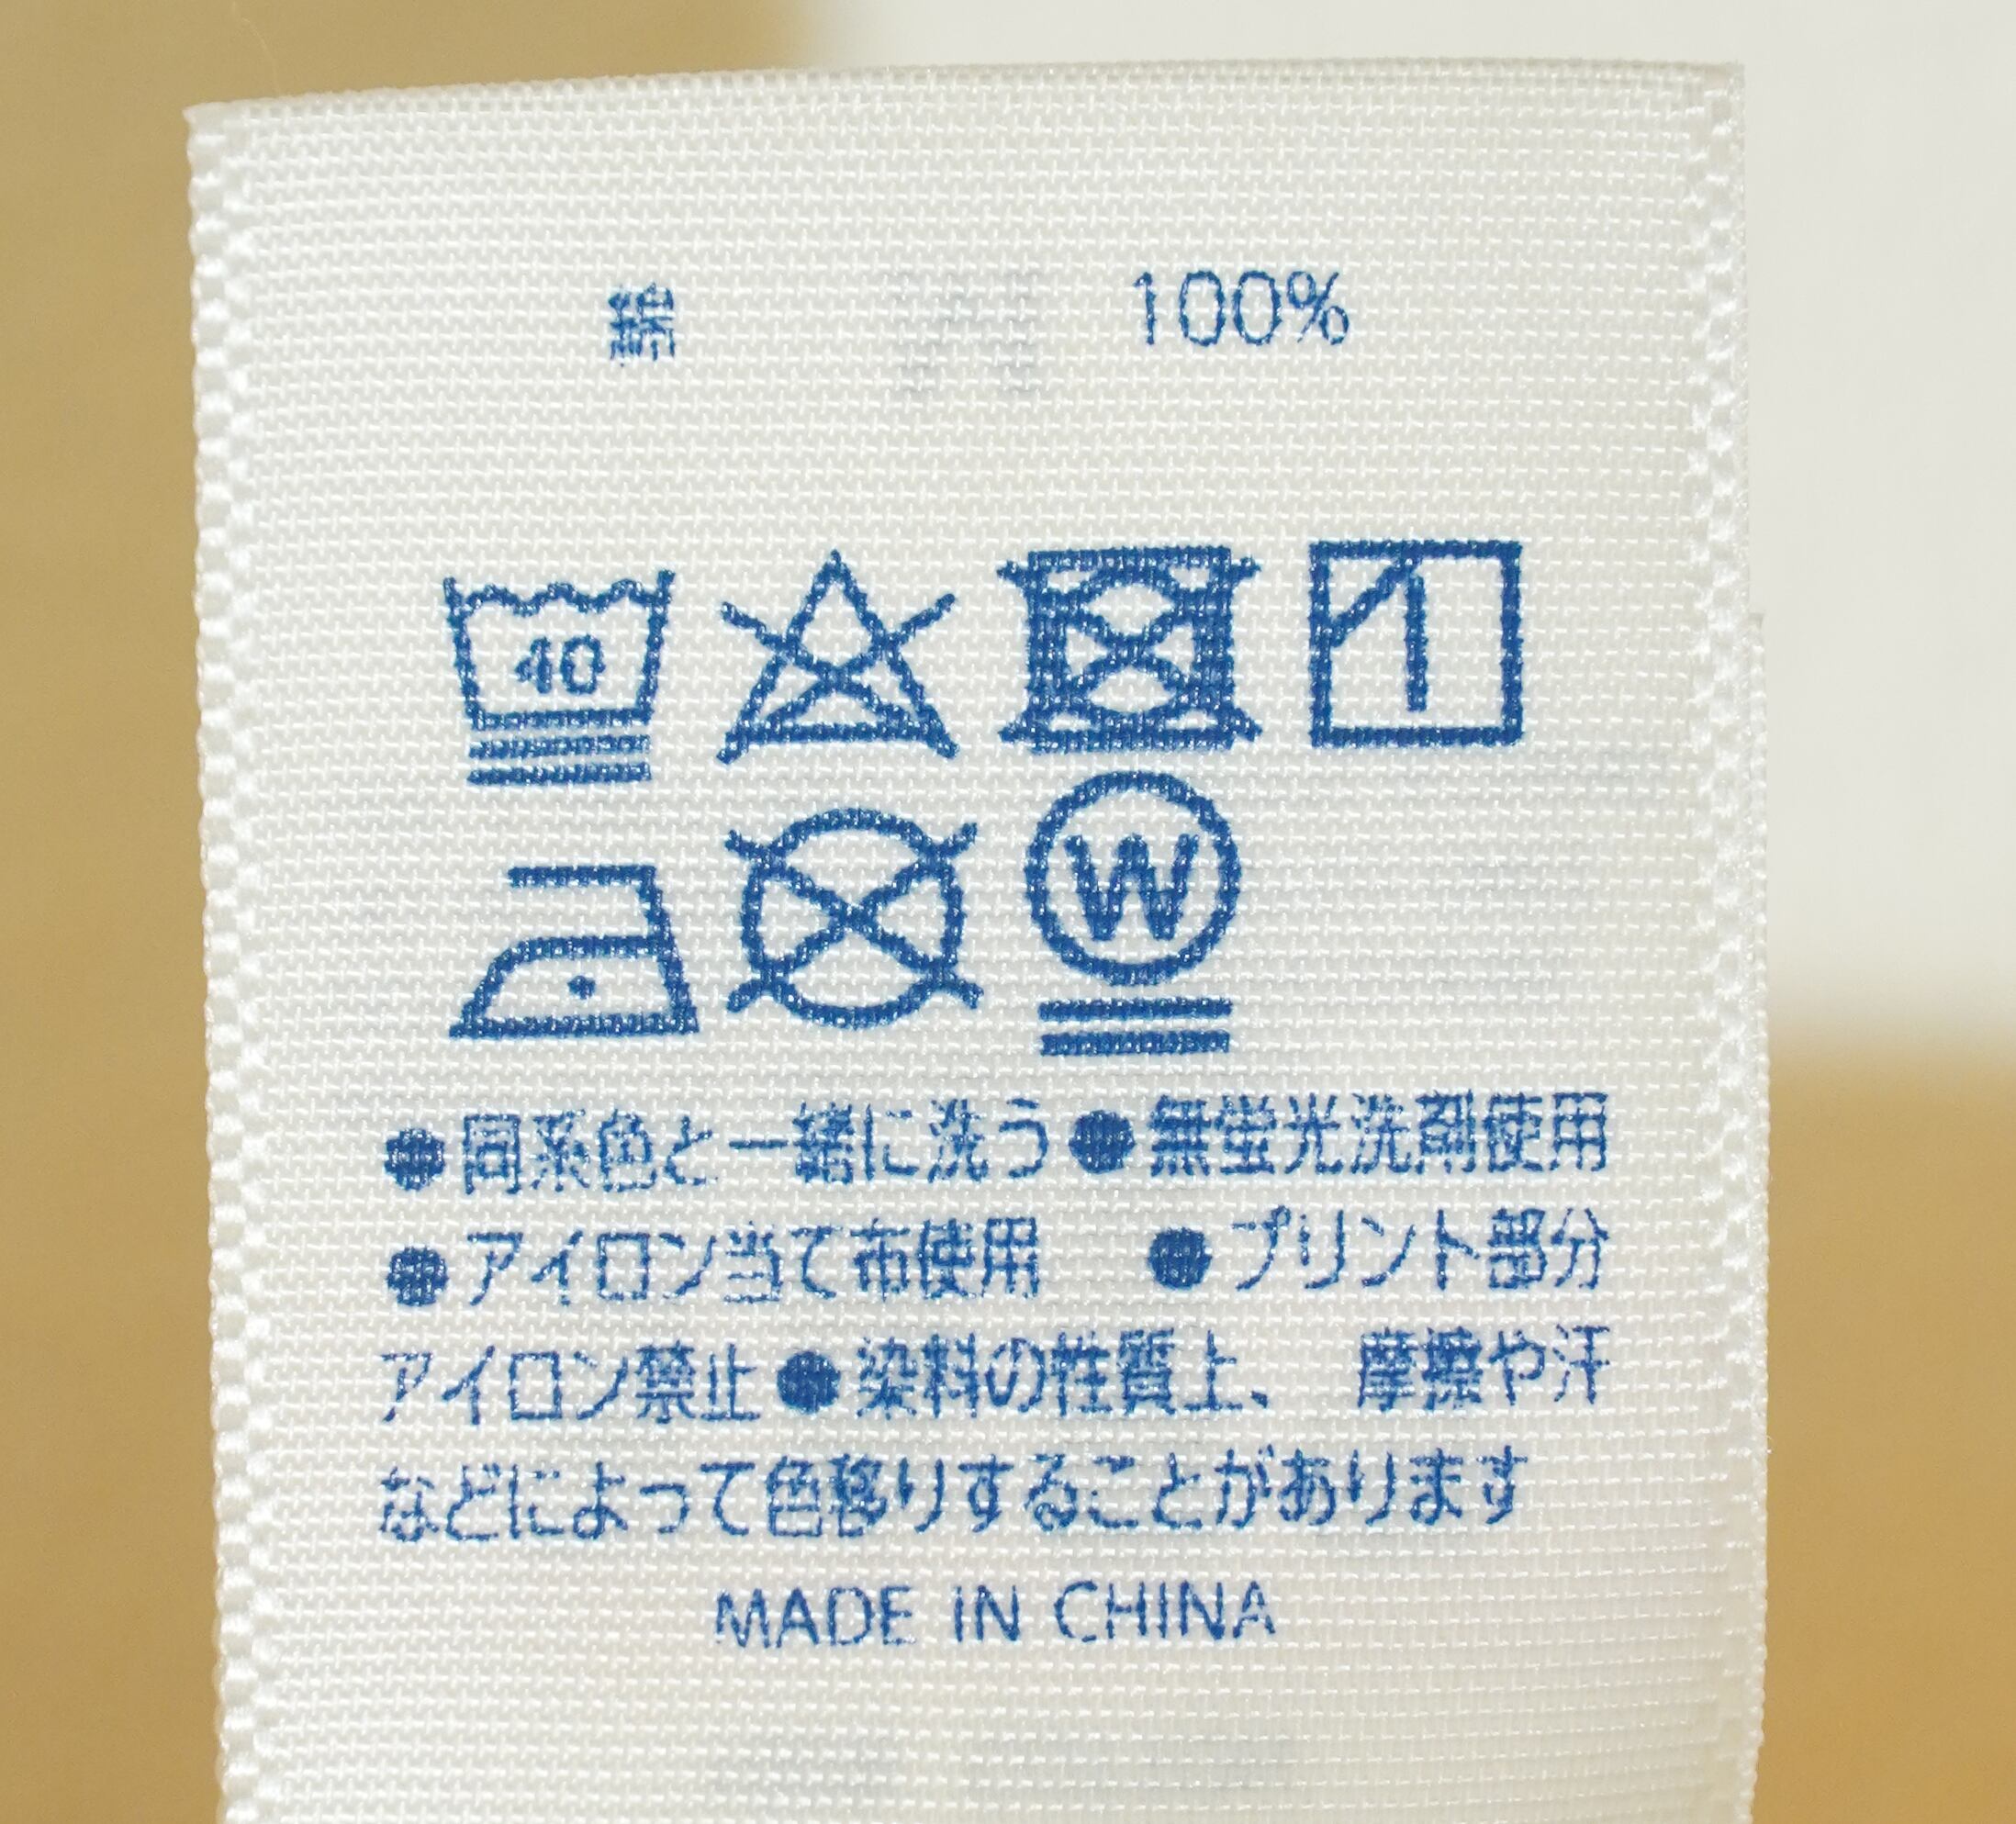 綿 100%
40
W
●同系色と一緒に洗う●無蛍光洗剤使用
●アイロン当て布使用 ●プリント部分
アイロン禁止●染料の性質上、 摩擦や汗
などによって色移りすることがあります
MADE IN CHINA